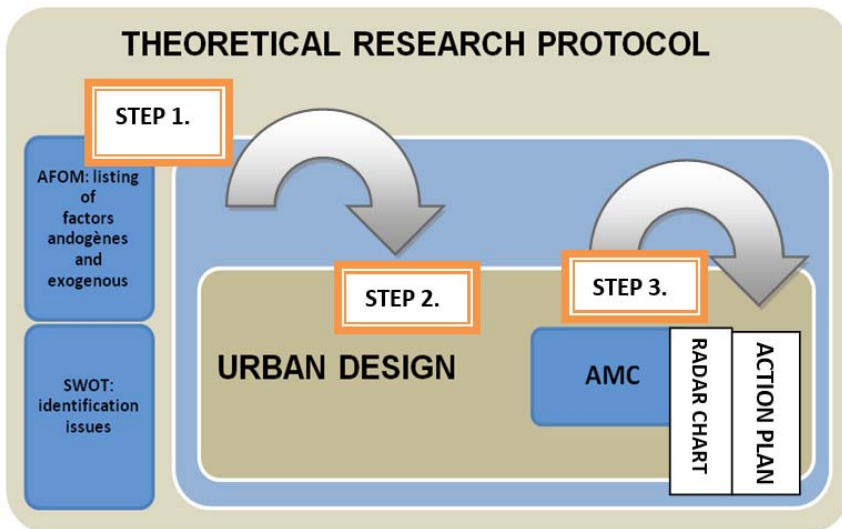 THEORETICAL RESEARCH PROTOCOL
STEP 1.
AFOM: listing
of
factors
andogènes
and
exogenous
SWOT:
identification
issues
STEP 2.
URBAN DESIGN
STEP 3.
AMC
RADAR CHART
ACTION PLAN